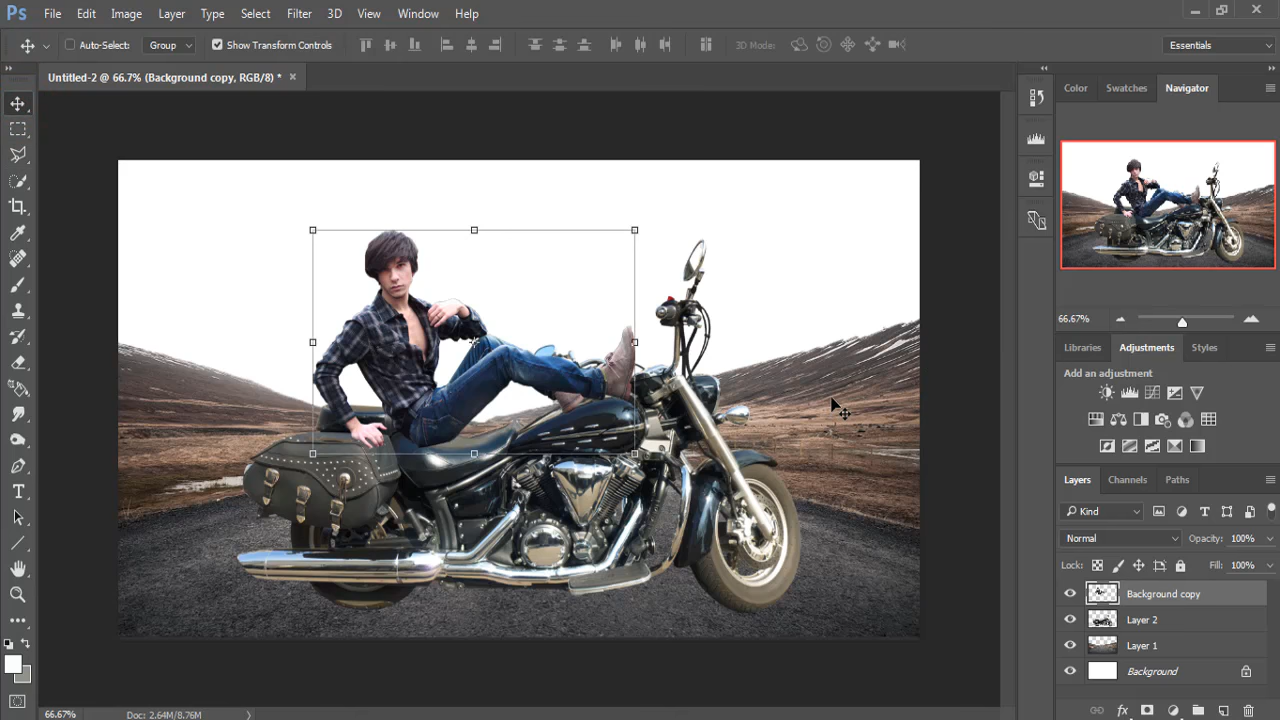 Ps File Edit Image Layer Type Select Filter 3D View Window Help
Auto-Select: Group Show Transform Controls 3D Mode: Essentials
Untitled-2 @ 66.7% (Background copy, RGB/8) * ×
Color Swatches Navigator
66.67%
Libraries Adjustments Styles
Add an adjustment
Layers Channels Paths
Kind
Normal Opacity: 100%
Lock: Fill: 100%
Background copy
Layer 2
Layer 1
Background
66.67% Doc: 2.64M/8.76M